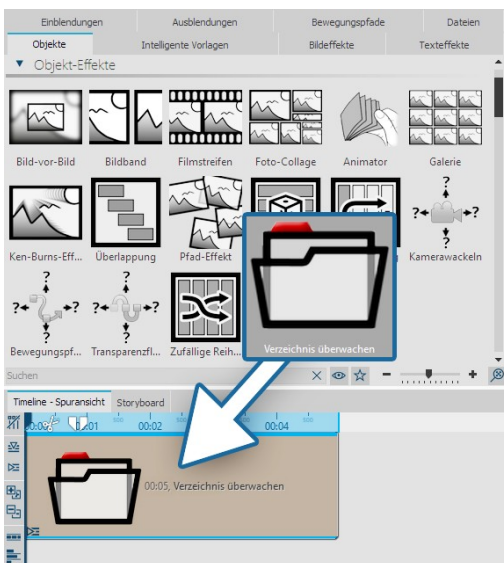 Einblendungen Ausblendungen Bewegungspfade Dateien
Objekte Intelligente Vorlagen Bildeffekte Texteffekte
Objekt-Effekte
Bild-vor-Bild Bildband Filmstreifen Foto-Collage Animator Galerie
Ken-Burns-Eff... Überlappung Pfad-Effekt Kamerawackeln
Verzeichnis überwachen
Bewegungspf... Transparenzfl... Zufällige Reih...
Suchen
Timeline - Spuransicht Storyboard
00:02 00:04
00:05, Verzeichnis überwachen